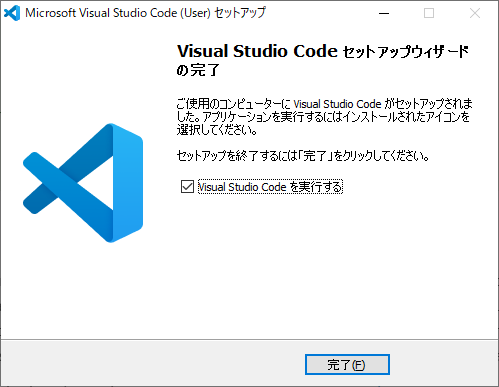 Microsoft Visual Studio Code (User) セットアップ
Visual Studio Code セットアップウィザード
の完了
ご使用のコンピューターに Visual Studio Code がセットアップされま
した。アプリケーションを実行するにはインストールされたアイコンを
選択してください。
セットアップを終了するには「完了」をクリックしてください。
Visual Studio Code を実行する
完了(F)